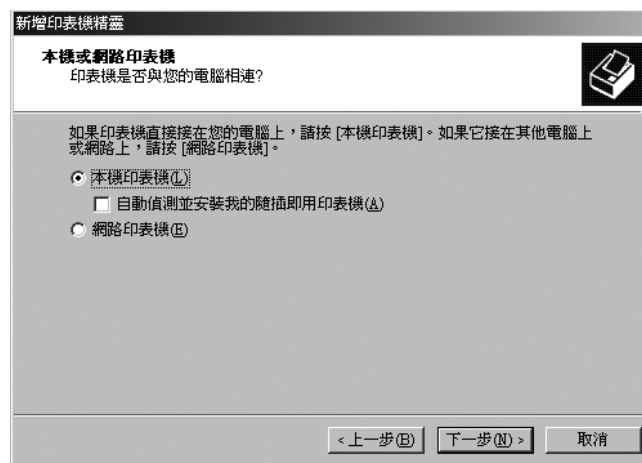 新增印表機精靈
本機或網路印表機
印表機是否與您的電腦相連?
如果印表機直接接在您的電腦上，請按 [本機印表機]。如果它接在其他電腦上
或網路上，請按 [網路印表機]。
本機印表機(L)
自動偵測並安裝我的隨插即用印表機(A)
網路印表機(E)
<上一步(B) 下一步(N) > 取消